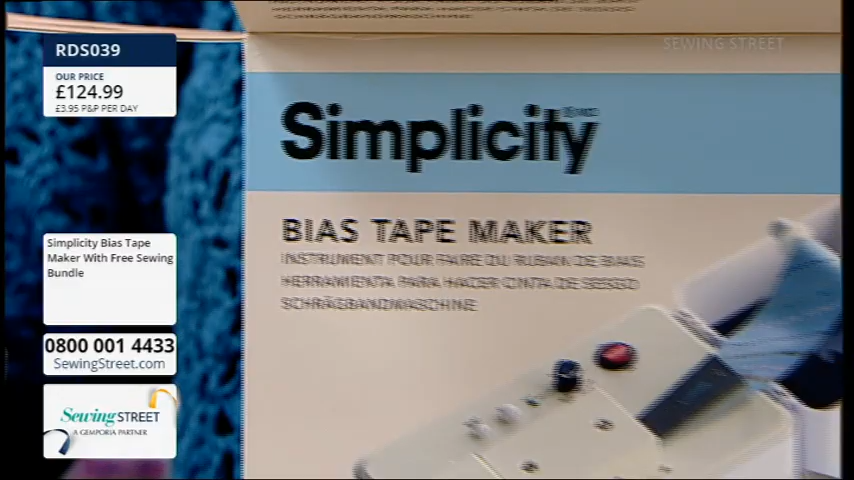 SEWING STREET
RDS039
OUR PRICE
£124.99
£3.95 P&P PER DAY
Simplicity
BIAS TAPE MAKER
INSTRUMENT POUR FAIRE DU RUBAN DE BIAIS
HERRAMIENTA PARA HACER CINTA DE SESGO
SCHRÄGBANDMASCHINE
Simplicity Bias Tape
Maker With Free Sewing
Bundle
0800 001 4433
SewingStreet.com
Sewing STREET
A GEMPORIA PARTNER